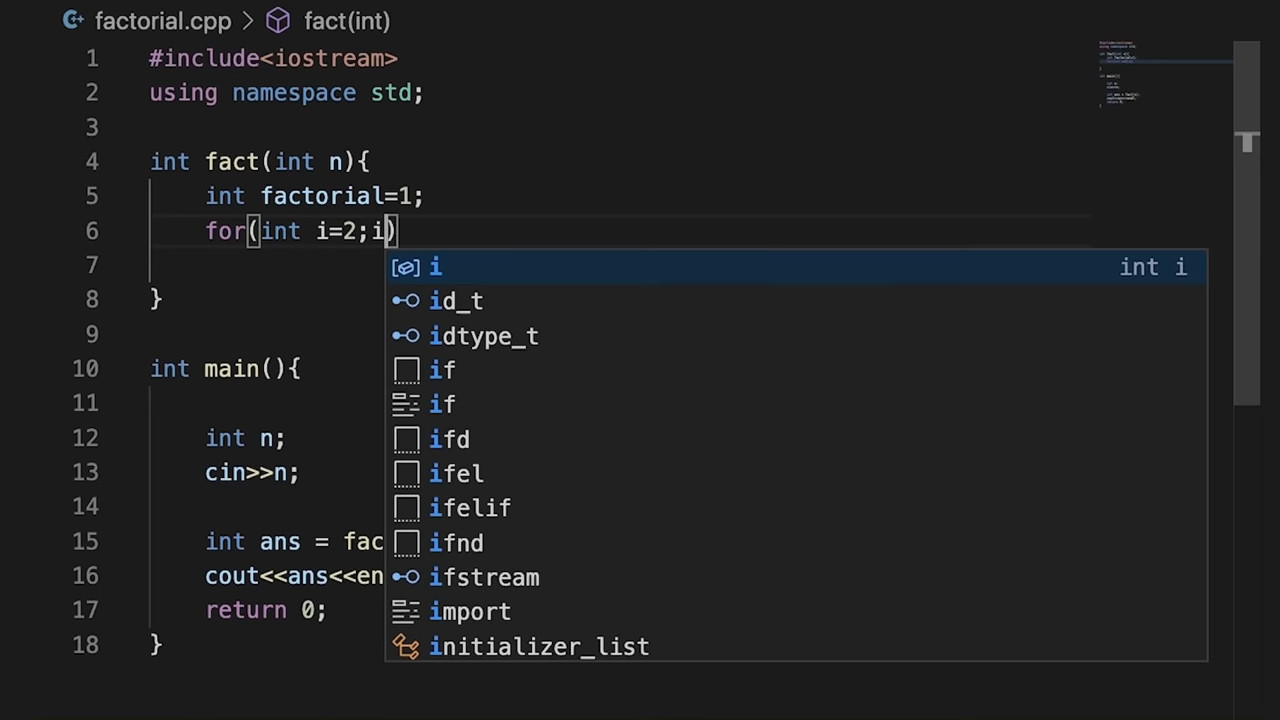 factorial.cpp > fact(int)
1 #include<iostream>
2 using namespace std;
3
4 int fact(int n){
5 int factorial=1;
6 for(int i=2;i)
7
8 }
9
10 int main(){
11
12 int n;
13 cin>>n;
14
15 int ans = fac
16 cout<<ans<<en
17 return 0;
18 }
i int i
id_t
idtype_t
if
if
ifd
ifel
ifelif
ifnd
ifstream
import
initializer_list